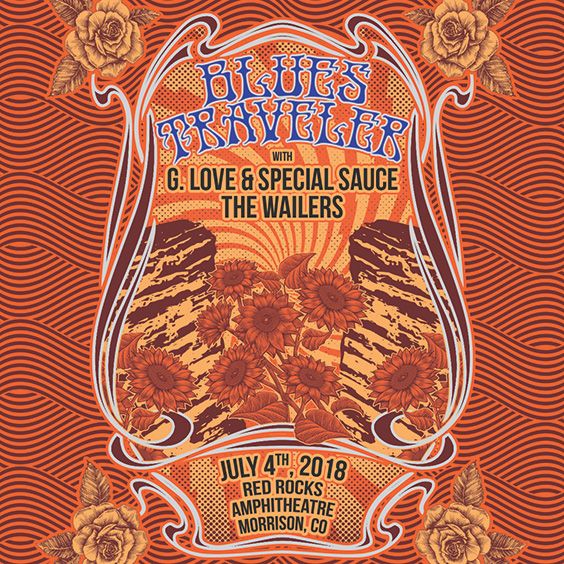 BLUES
TRAVELER
WITH
G. LOVE & SPECIAL SAUCE
THE WAILERS
JULY 4TH, 2018
RED ROCKS
AMPHITHEATRE
MORRISON, CO